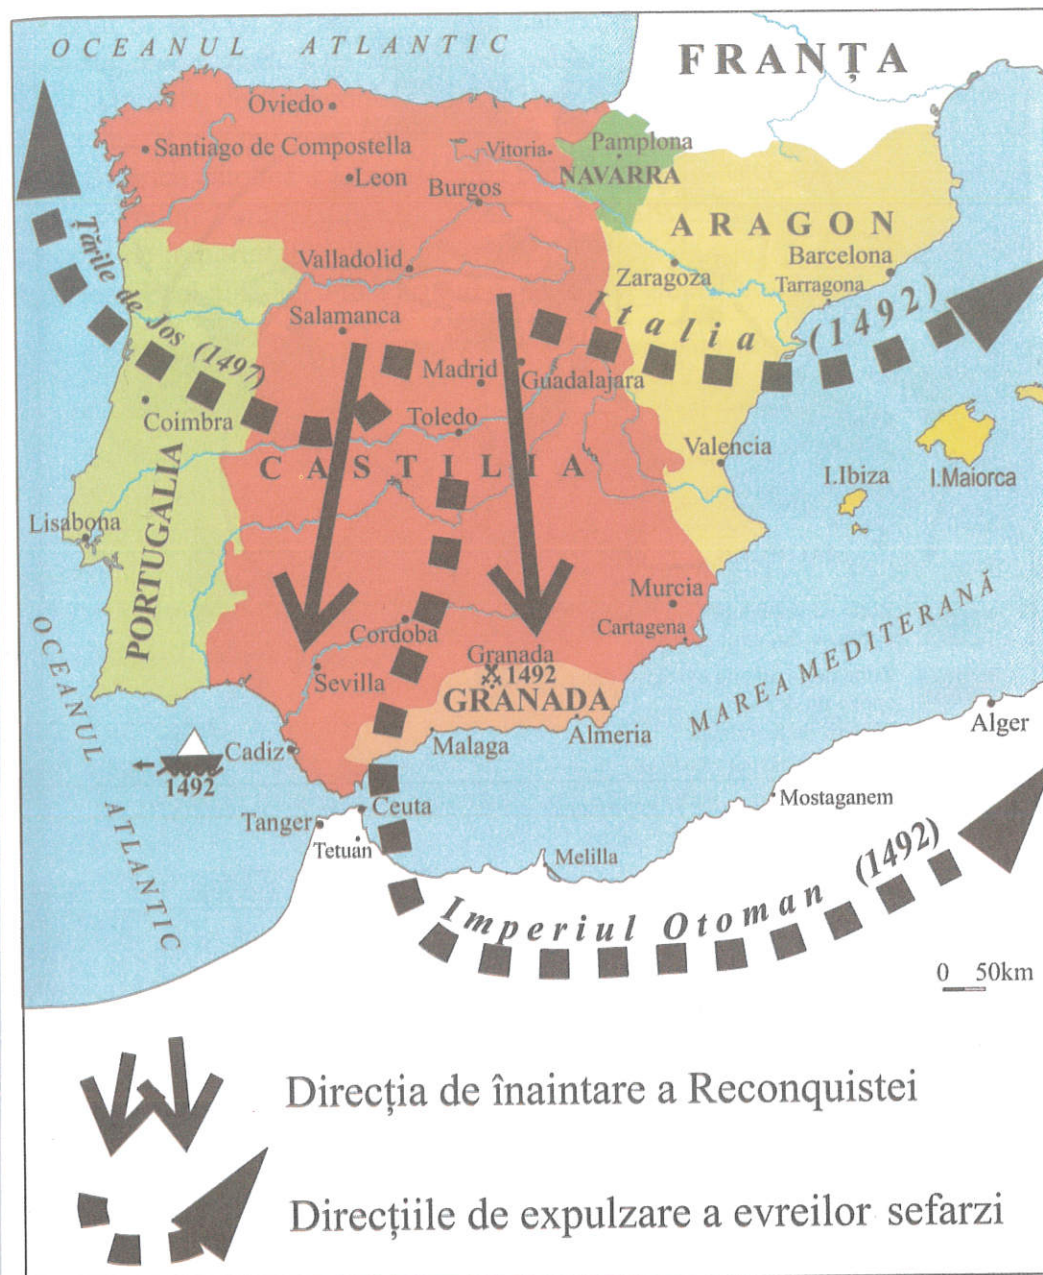 OCEANUL ATLANTIC
FRANȚA
Oviedo
Santiago de Compostella
Vitoria
Pamplona
NAVARRA
Leon
Burgos
ARAGON
Valladolid
Zaragoza
Barcelona
Tarragona
Țările de Jos (1497)
Salamanca
Italia (1492)
Madrid
Guadalajara
Coimbra
Toledo
CASTILIA
Valencia
I.Ibiza
I.Maiorca
Lisabona
PORTUGALIA
Murcia
Cordoba
Cartagena
Granada
1492
GRANADA
Sevilla
MAREA MEDITERANĂ
OCEANUL ATLANTIC
Cadiz
Malaga
Almeria
Alger
1492
Ceuta
Mostaganem
Tanger
Tetuán
Melilla
Imperiul Otoman (1492)
0 50km
Direcția de înaintare a Reconquistei
Direcțiile de expulzare a evreilor sefarzi